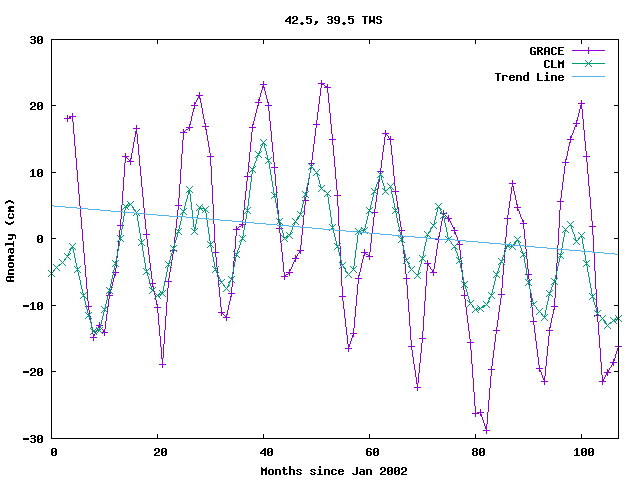 42.5, 39.5 TWS
GRACE
CLM
Trend Line
30
20
10
0
-10
-20
-30
Anomaly (cm)
0 20 40 60 80 100
Months since Jan 2002